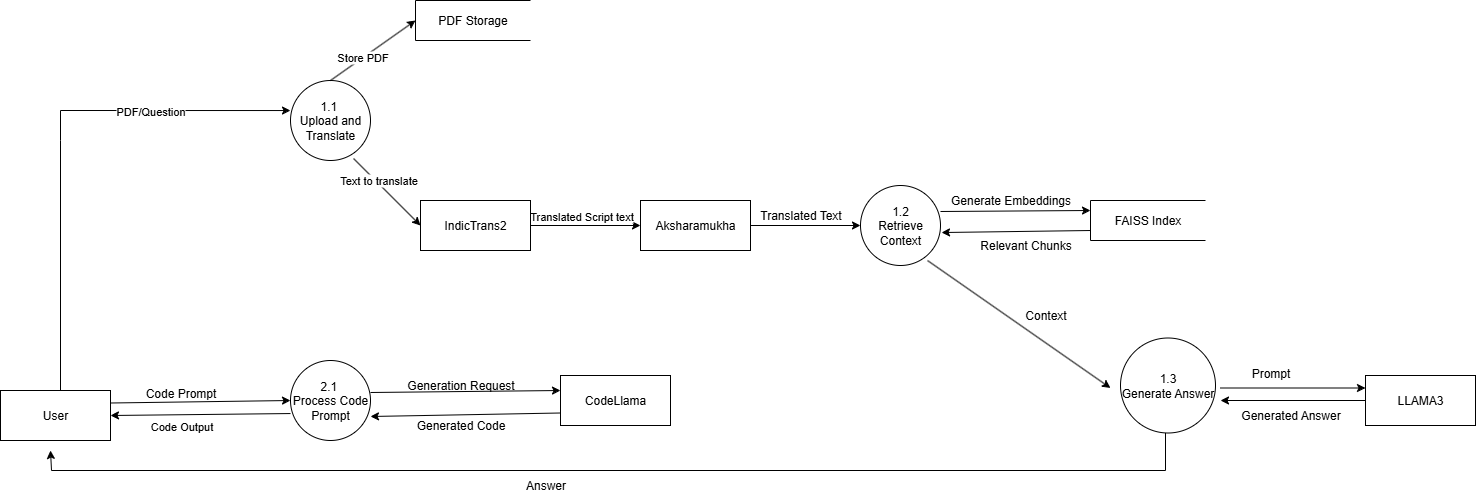 PDF Storage
Store PDF
1.1
Upload and
Translate
PDF/Question
Text to translate
IndicTrans2
Translated Script text
Aksharamukha
Translated Text
1.2
Retrieve
Context
Generate Embeddings
FAISS Index
Relevant Chunks
Context
User
Code Prompt
Code Output
2.1
Process Code
Prompt
Generation Request
Generated Code
CodeLlama
1.3
Generate Answer
Prompt
Generated Answer
LLAMA3
Answer